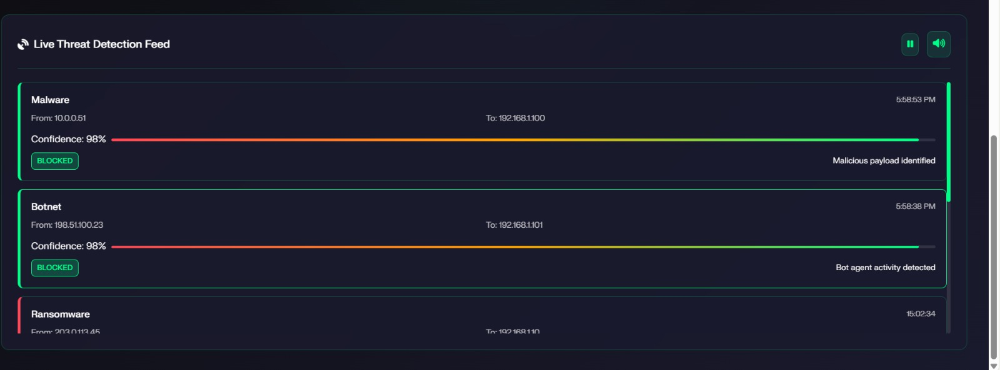 Live Threat Detection Feed
Malware
5:58:53 PM
From: 10.0.0.51
To: 192.168.1.100
Confidence: 98%
BLOCKED
Malicious payload identified
Botnet
5:58:38 PM
From: 198.51.100.23
To: 192.168.1.101
Confidence: 98%
BLOCKED
Bot agent activity detected
Ransomware
15:02:34
From: 203.0.113.45
To: 192.168.1.10